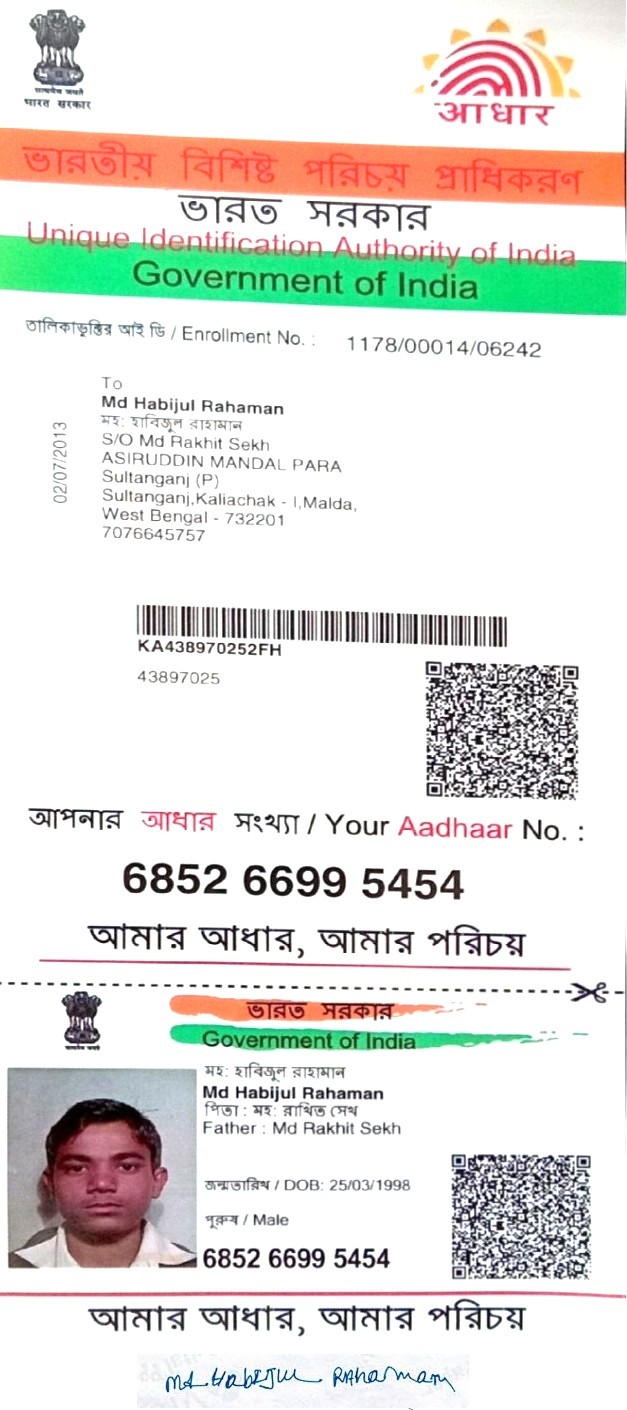 सत्यमेव जयते
भारत सरकार
आधार
ভারতীয় বিশিষ্ট পরিচয় প্রাধিকরণ
ভারত সরকার
Unique Identification Authority of India
Government of India
তালিকাভুক্তির আই ডি / Enrollment No. : 1178/00014/06242
To
Md Habijul Rahaman
মহ: হাবিজুল রাহামান
S/O Md Rakhit Sekh
ASIRUDDIN MANDAL PARA
Sultanganj (P)
Sultanganj,Kaliachak - I,Malda,
West Bengal - 732201
7076645757
02/07/2013
KA438970252FH
43897025
আপনার আধার সংখ্যা / Your Aadhaar No. :
6852 6699 5454
আমার আধার, আমার পরিচয়
ভারত সরকার
Government of India
মহ: হাবিজুল রাহামান
Md Habijul Rahaman
পিতা : মহ: রাখিত সেখ
Father : Md Rakhit Sekh
জন্মতারিখ / DOB: 25/03/1998
পুরুষ / Male
6852 6699 5454
আমার আধার, আমার পরিচয়
Md Habijul Rahaman